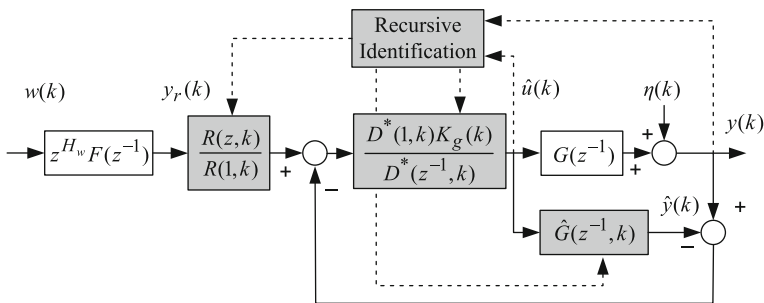 Recursive
Identification
w(k)
y_r(k)
û(k)
η(k)
y(k)
z^{H_w}F(z^{-1})
R(z,k)
R(1,k)
+
−
D^*(1,k)K_g(k)
D^*(z^{-1},k)
G(z^{-1})
+
+
ŷ(k)
+
Ĝ(z^{-1},k)
−